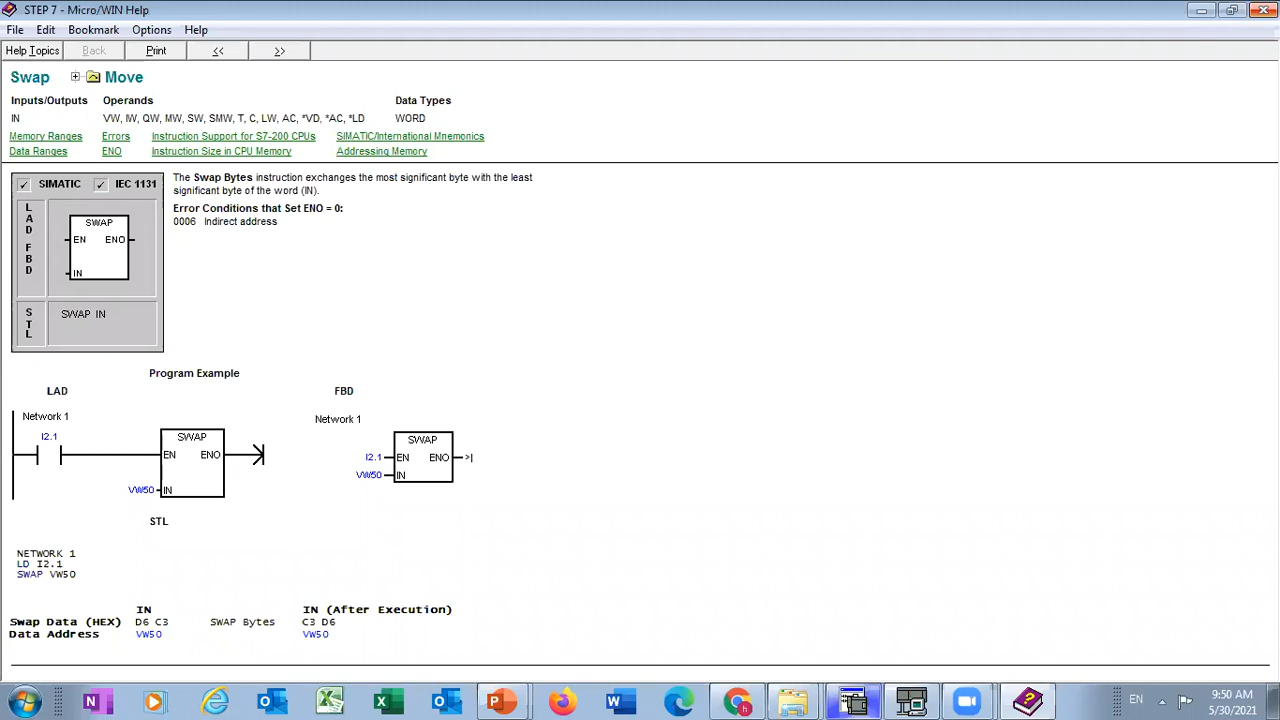 STEP 7 - Micro/WIN Help
File Edit Bookmark Options Help
Help Topics Back Print << >>
Swap Move
Inputs/Outputs Operands Data Types
IN VW, IW, QW, MW, SW, SMW, T, C, LW, AC, *VD, *AC, *LD WORD
Memory Ranges Errors Instruction Support for S7-200 CPUs SIMATIC/International Mnemonics
Data Ranges ENO Instruction Size in CPU Memory Addressing Memory
SIMATIC IEC 1131
The Swap Bytes instruction exchanges the most significant byte with the least
significant byte of the word (IN).
Error Conditions that Set ENO = 0:
0006 Indirect address
LAD
FBD
SWAP
EN ENO
IN
STL
SWAP IN
Program Example
LAD FBD
Network 1 Network 1
I2.1 SWAP SWAP
EN ENO I2.1 EN ENO >|
VW50 IN VW50 IN
STL
NETWORK 1
LD I2.1
SWAP VW50
IN IN (After Execution)
Swap Data (HEX) D6 C3 SWAP Bytes C3 D6
Data Address VW50 VW50
EN 9:50 AM
5/30/2021